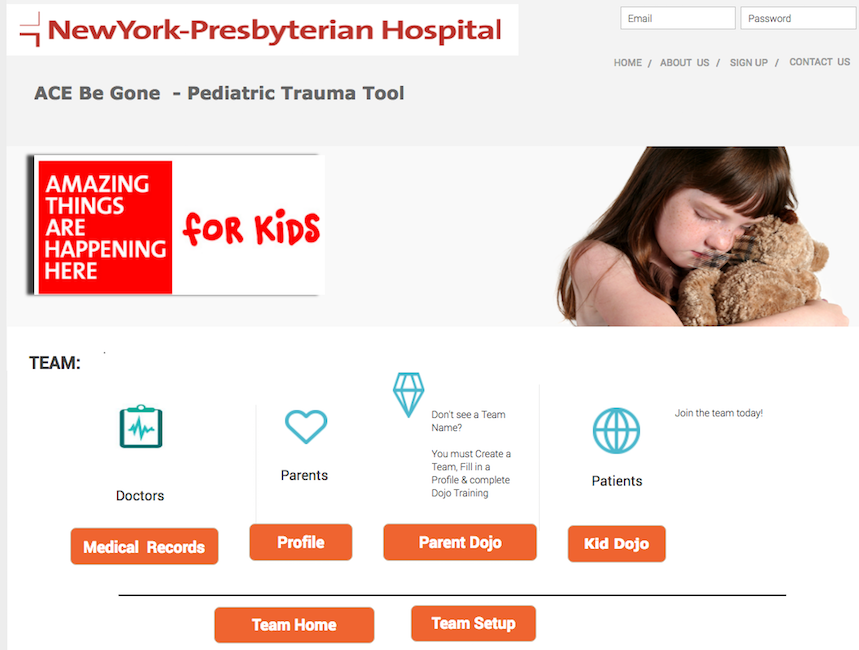 NewYork-Presbyterian Hospital
Email
Password
HOME / ABOUT US / SIGN UP / CONTACT US
ACE Be Gone - Pediatric Trauma Tool
AMAZING
THINGS
ARE
HAPPENING
HERE
for Kids
TEAM:
Doctors
Parents
Don't see a Team
Name?
You must Create a
Team, Fill in a
Profile & complete
Dojo Training
Patients
Join the team today!
Medical Records
Profile
Parent Dojo
Kid Dojo
Team Home
Team Setup